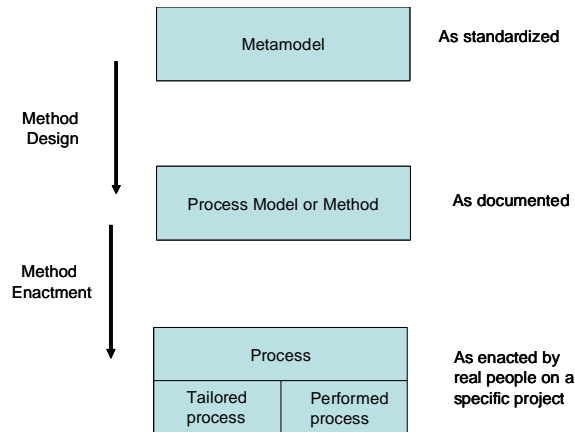 Metamodel
As standardized
Method
Design
Process Model or Method
As documented
Method
Enactment
Process
Tailored
process
Performed
process
As enacted by
real people on a
specific project